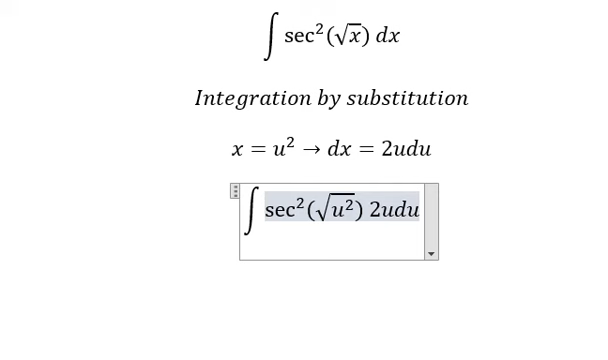 ∫ sec²(√x) dx
Integration by substitution
x = u² → dx = 2udu
∫ sec²(√u²) 2udu